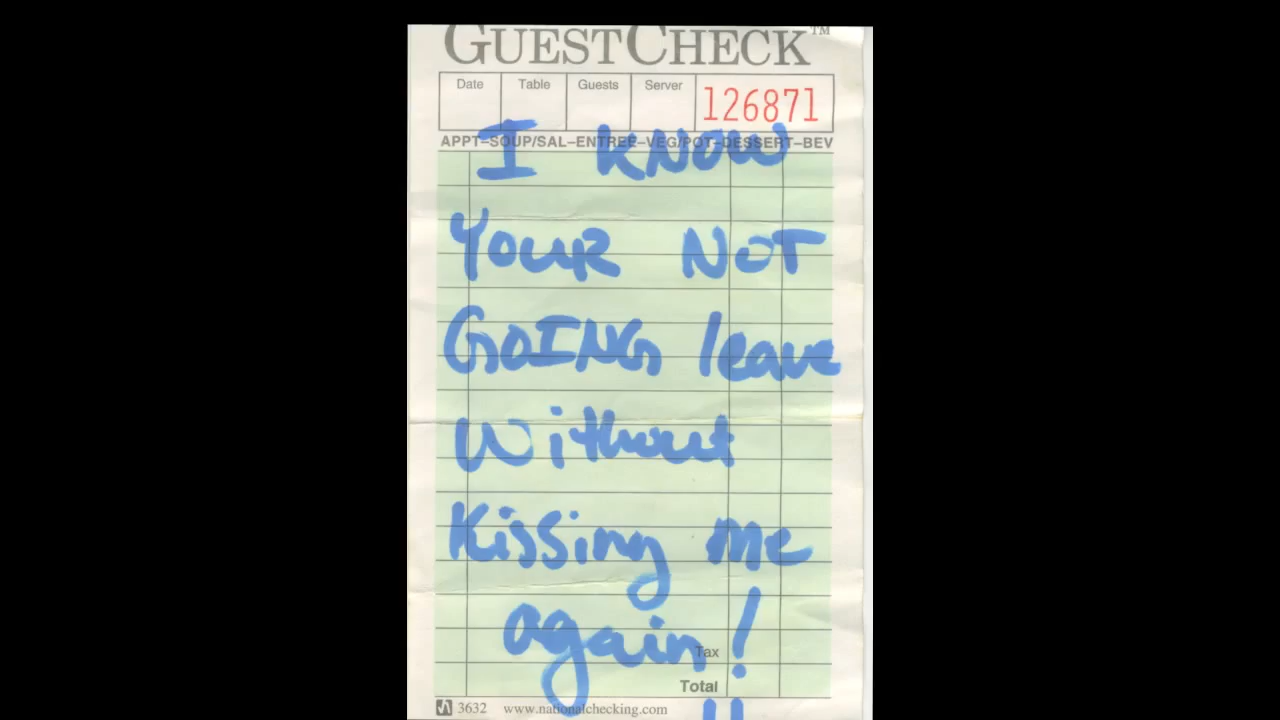 GUESTCHECK™
Date Table Guests Server 126871
APPT–SOUP/SAL–ENTREE–VEG/POT–DESSERT–BEV
I KNOW
YOUR NOT
GOING leave
Without
Kissing me
again!
Tax
Total
3632 www.nationalchecking.com
!!